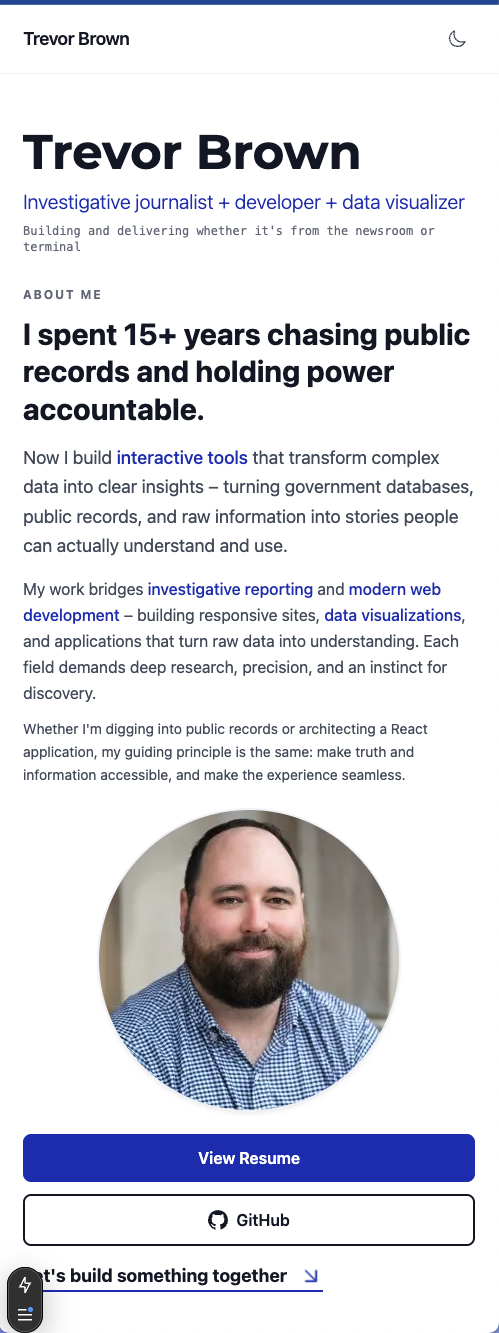 Trevor Brown
Trevor Brown
Investigative journalist + developer + data visualizer
Building and delivering whether it's from the newsroom or
terminal
ABOUT ME
I spent 15+ years chasing public
records and holding power
accountable.
Now I build interactive tools that transform complex
data into clear insights – turning government databases,
public records, and raw information into stories people
can actually understand and use.
My work bridges investigative reporting and modern web
development – building responsive sites, data visualizations,
and applications that turn raw data into understanding. Each
field demands deep research, precision, and an instinct for
discovery.
Whether I'm digging into public records or architecting a React
application, my guiding principle is the same: make truth and
information accessible, and make the experience seamless.
View Resume
GitHub
build something together